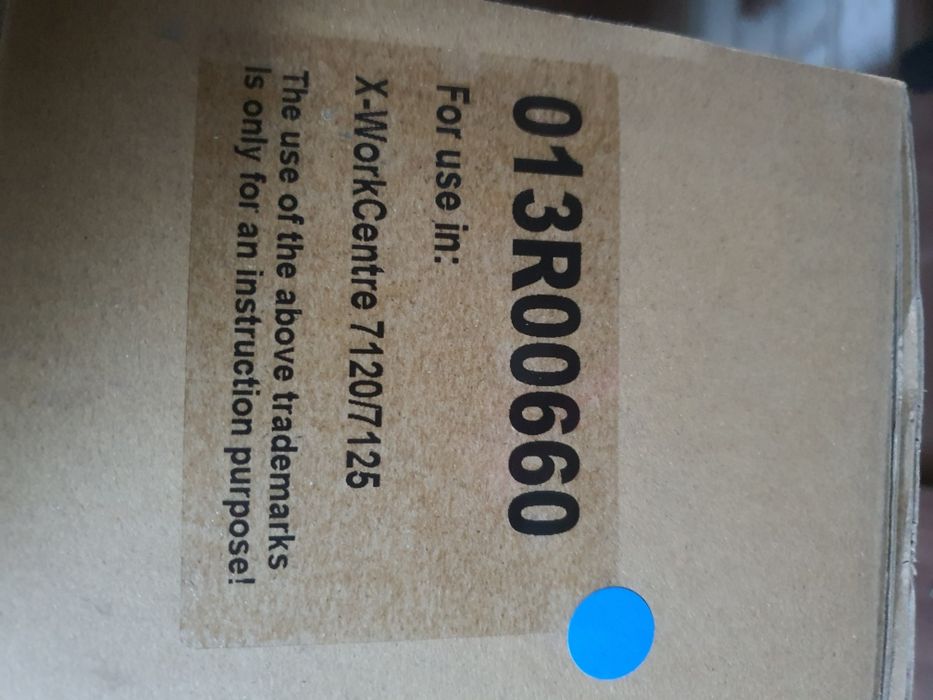 013R00660
For use in:
X-WorkCentre 7120/7125
The use of the above trademarks
Is only for an instruction purpose!